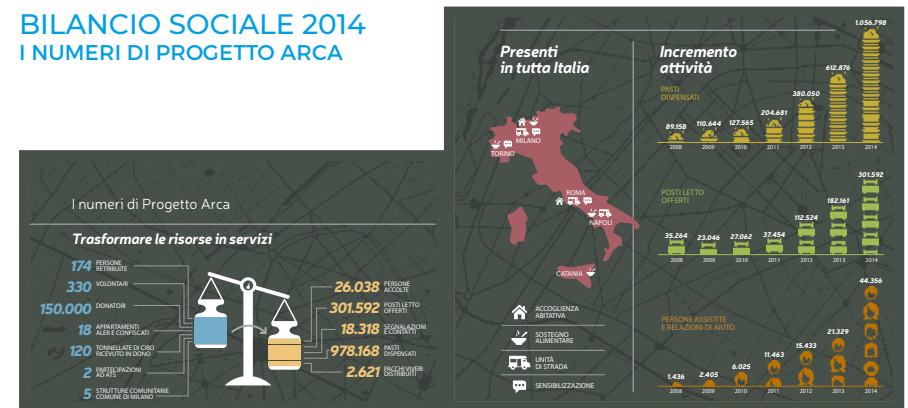 BILANCIO SOCIALE 2014
I NUMERI DI PROGETTO ARCA
I numeri di Progetto Arca
Trasformare le risorse in servizi
174 PERSONE
RETRIBUITE
330 VOLONTARI
150.000 DONATORI
18 APPARTAMENTI
ALER E CONFISCATI
120 TONNELLATE DI CIBO
RICEVUTO IN DONO
2 PARTECIPAZIONI
AD ATS
5 STRUTTURE COMUNITARIE
COMUNE DI MILANO
26.038 PERSONE
ACCOLTE
301.592 POSTI LETTO
OFFERTI
18.318 SEGNALAZIONI
E CONTATTI
978.168 PASTI
DISPENSATI
2.621 PACCHI VIVERI
DISTRIBUITI
Presenti
in tutta Italia
MILANO
TORINO
ROMA
NAPOLI
CATANIA
ACCOGLIENZA
ABITATIVA
SOSTEGNO
ALIMENTARE
UNITÀ
DI STRADA
SENSIBILIZZAZIONE
Incremento
attività
PASTI
DISPENSATI
89.158 110.644 127.565 204.681 380.050 612.876 1.056.798
2008 2009 2010 2011 2012 2013 2014
POSTI LETTO
OFFERTI
35.264 23.046 27.062 37.454 112.524 182.161 301.592
2008 2009 2010 2011 2012 2013 2014
PERSONE ASSISTITE
E RELAZIONI DI AIUTO
1.436 2.405 6.025 11.463 15.433 21.329 44.356
2008 2009 2010 2011 2012 2013 2014